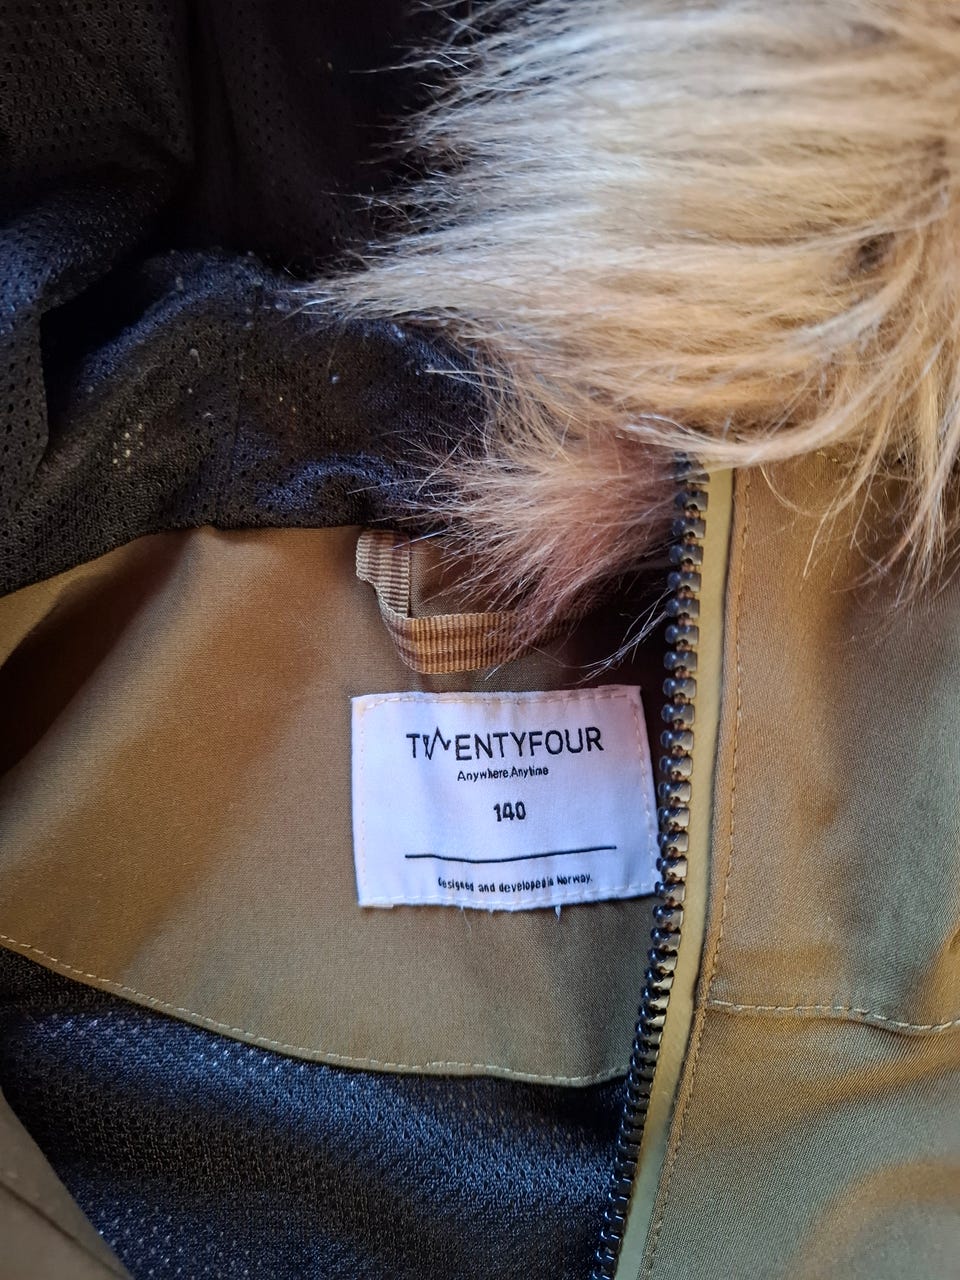 TWENTYFOUR
Anywhere.Anytime
140
Designed and developed in Norway.